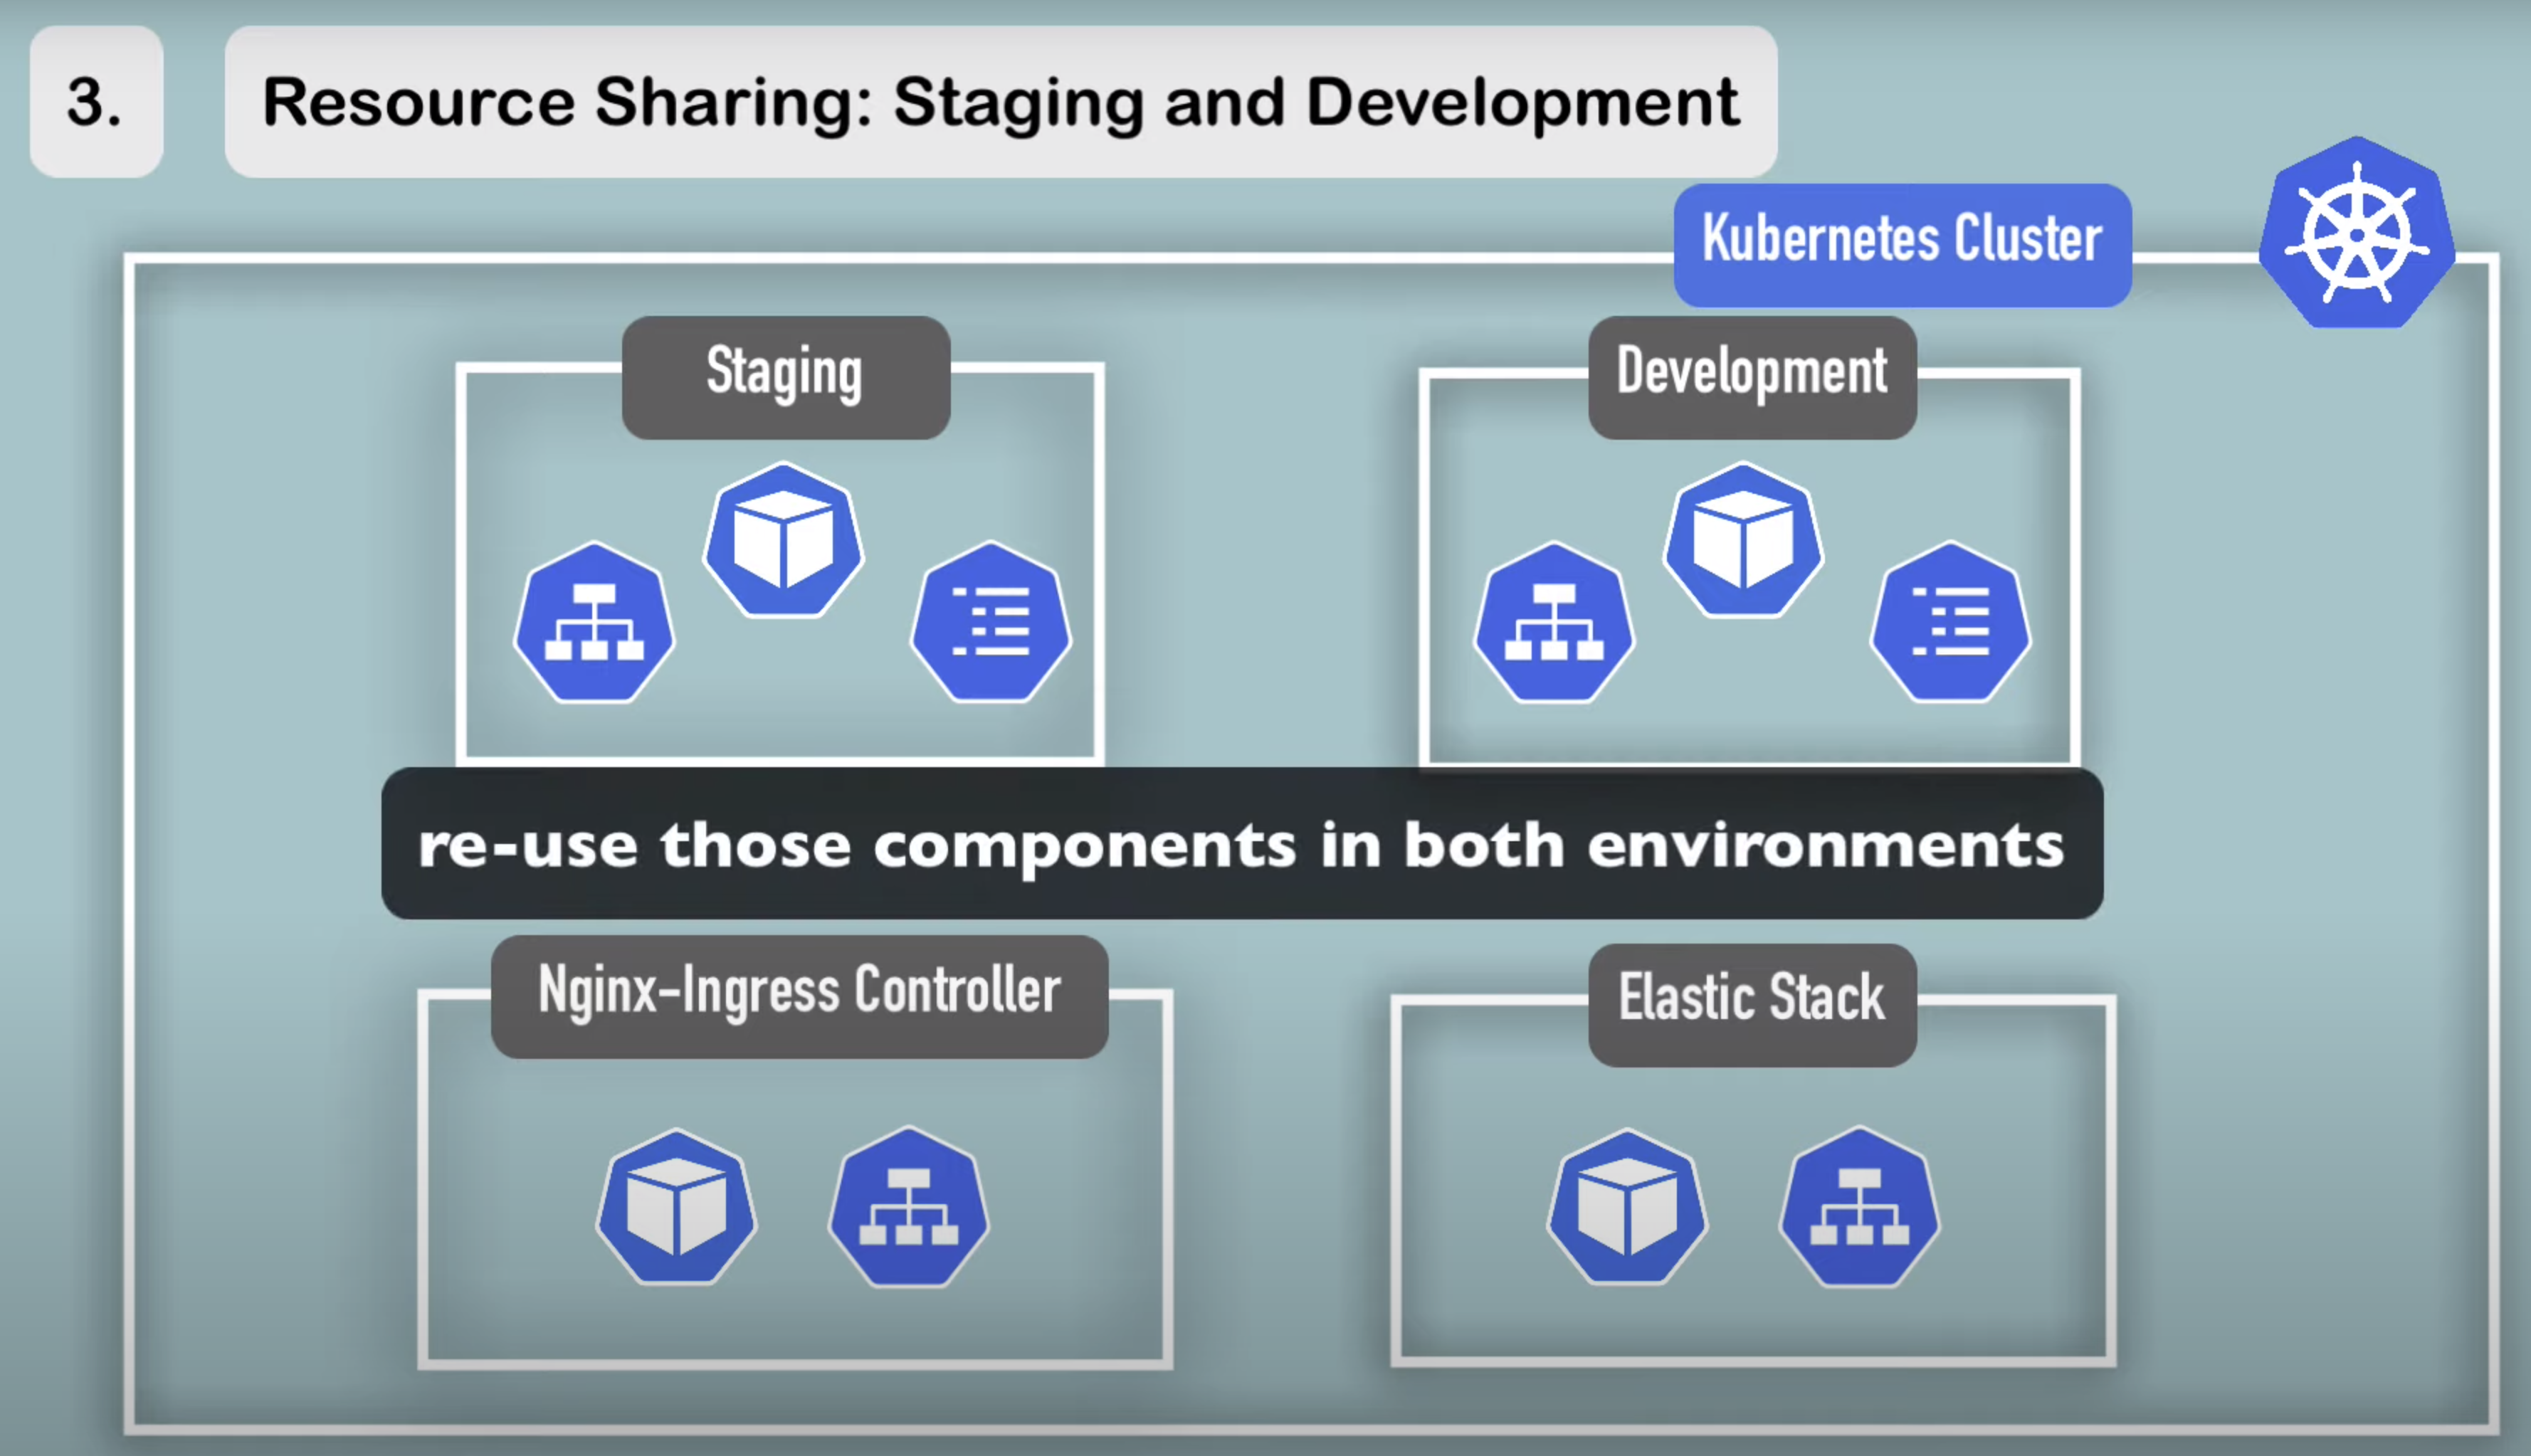 3.
Resource Sharing: Staging and Development
Kubernetes Cluster
Staging
Development
re-use those components in both environments
Nginx-Ingress Controller
Elastic Stack